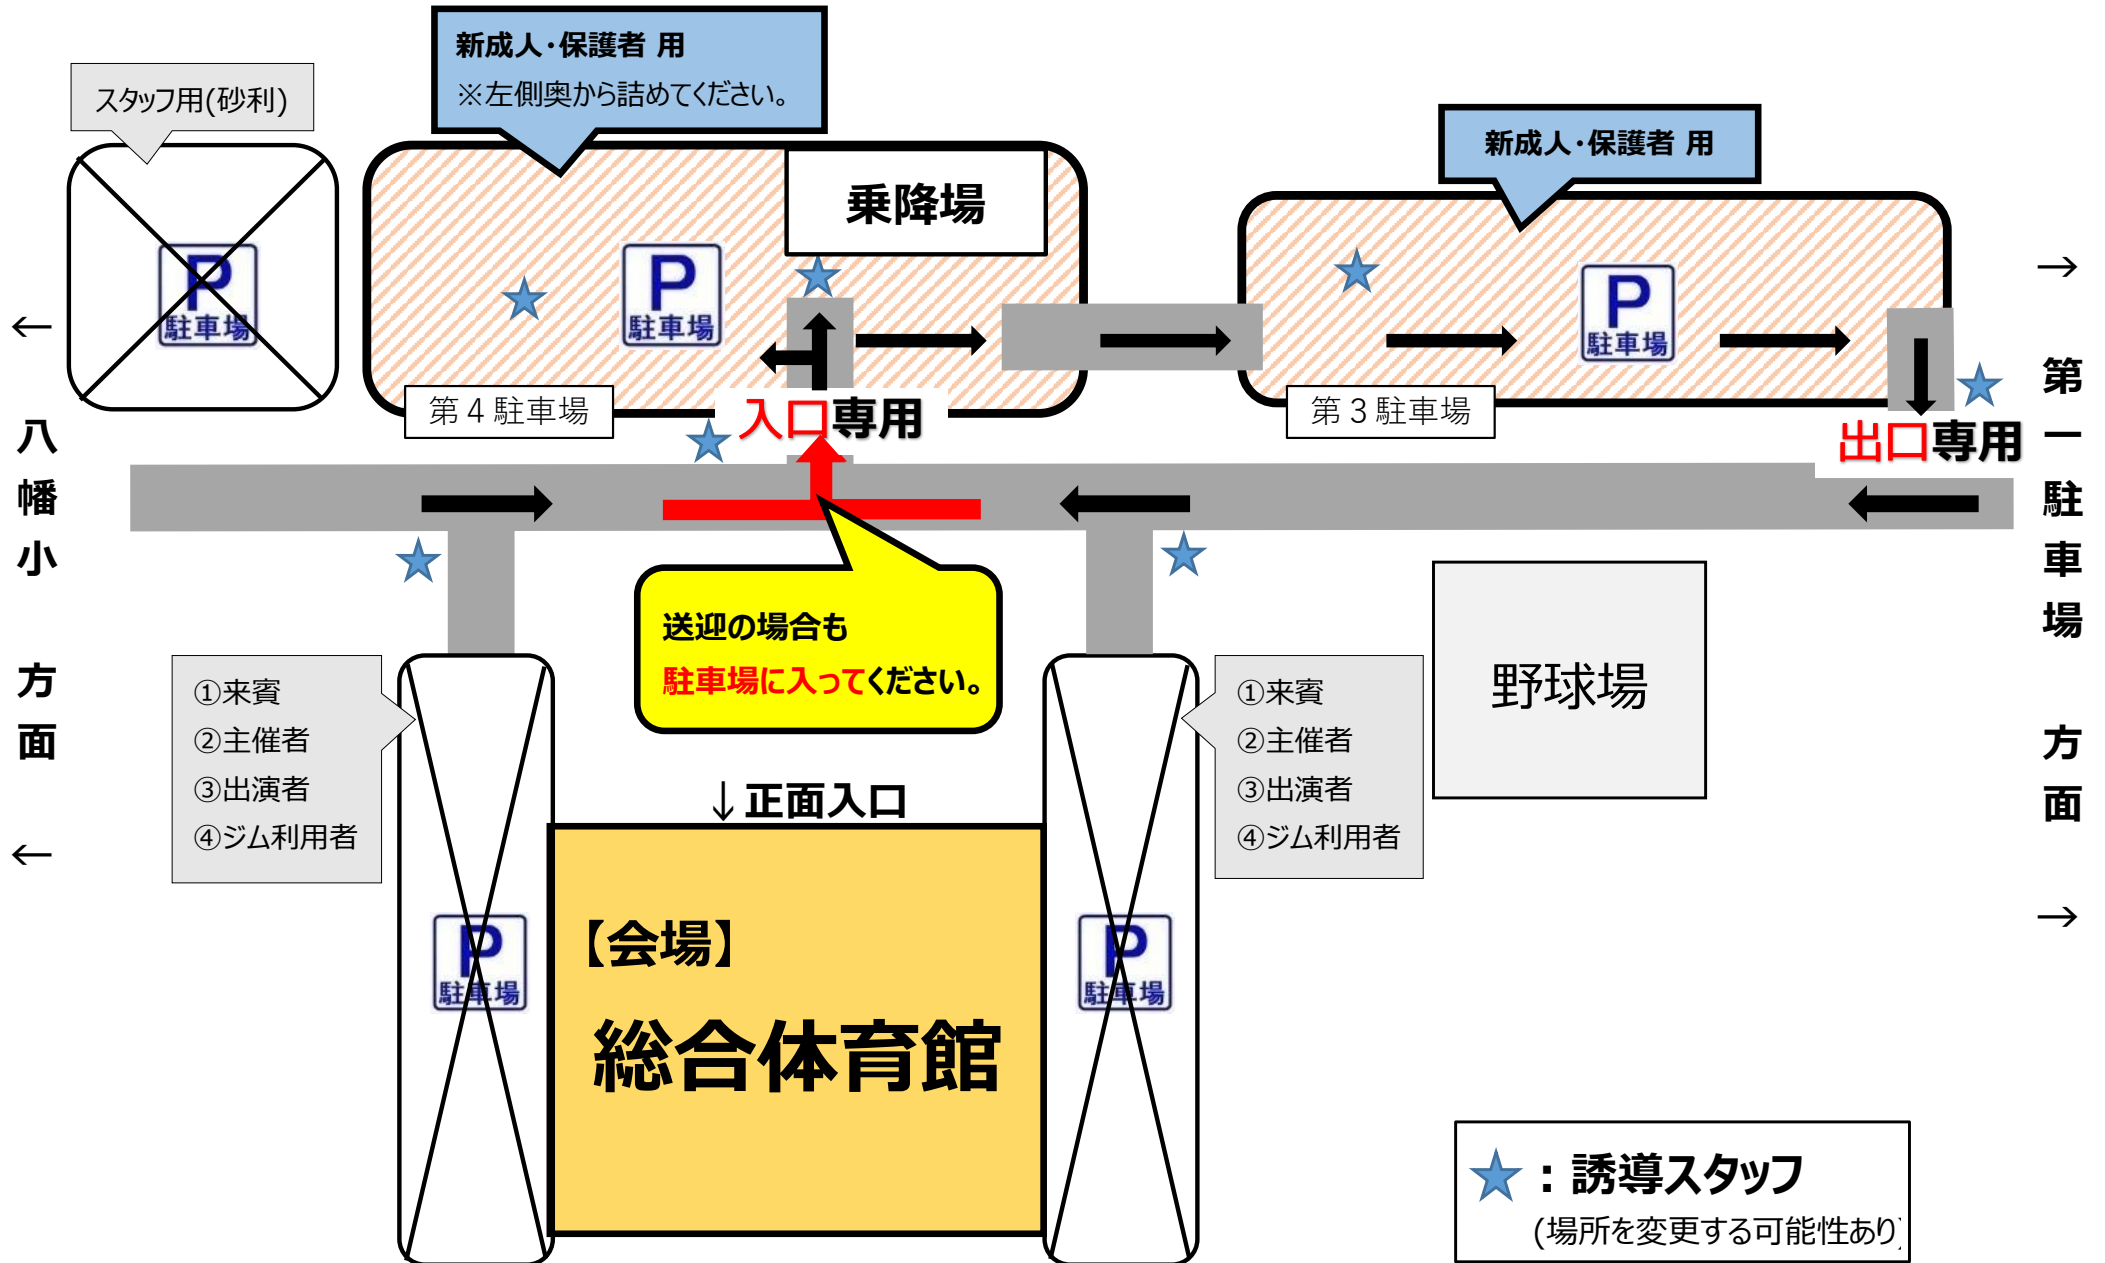 新成人・保護者 用
※左側奥から詰めてください。
スタッフ用(砂利)
新成人・保護者 用
乗降場
P
駐車場
P
駐車場
P
駐車場
第４駐車場
入口専用
第３駐車場
出口専用
←
八幡小 方面
←
→
第一駐車場 方面
→
送迎の場合も
駐車場に入ってください。
①来賓
②主催者
③出演者
④ジム利用者
①来賓
②主催者
③出演者
④ジム利用者
野球場
↓正面入口
P
駐車場
【会場】
総合体育館
P
駐車場
：誘導スタッフ
(場所を変更する可能性あり)